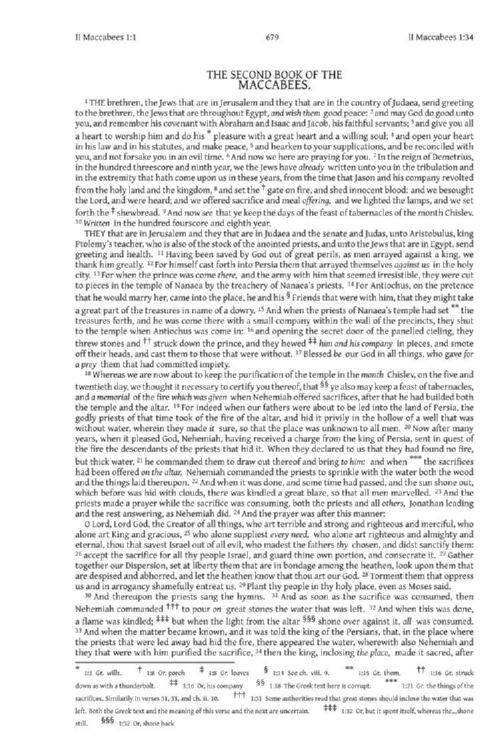 II Maccabees 1:1 679 II Maccabees 1:34
THE SECOND BOOK OF THE
MACCABEES.
1 THE brethren, the Jews that are in Jerusalem and they that are in the country of Judaea, send greeting
to the brethren, the Jews that are throughout Egypt, and wish them good peace: 2 and may God do good unto
you, and remember his covenant with Abraham and Isaac and Jacob, his faithful servants; 3 and give you all
a heart to worship him and do his * pleasure with a great heart and a willing soul; 4 and open your heart
in his law and in his statutes, and make peace, 5 and hearken to your supplications, and be reconciled with
you, and not forsake you in an evil time. 6 And now here we are praying for you. 7 In the reign of Demetrius,
in the hundred threescore and ninth year, we the Jews have already written unto you in the tribulation and
in the extremity that hath come upon us in these years, from the time that Jason and his company revolted
from the holy land and the kingdom, 8 and set the † gate on fire, and shed innocent blood: and we besought
the Lord, and were heard; and we offered sacrifice and meal offering, and we lighted the lamps, and we set
forth the ‡ shewbread. 9 And now see that ye keep the days of the feast of tabernacles of the month Chislev.
10 Written in the hundred fourscore and eighth year.
THEY that are in Jerusalem and they that are in Judaea and the senate and Judas, unto Aristobulus, king
Ptolemy's teacher, who is also of the stock of the anointed priests, and unto the Jews that are in Egypt, send
greeting and health. 11 Having been saved by God out of great perils, as men arrayed against a king, we
thank him greatly. 12 For himself cast forth into Persia them that arrayed themselves against us in the holy
city. 13 For when the prince was come there, and the army with him that seemed irresistible, they were cut
to pieces in the temple of Nanaea by the treachery of Nanaea's priests. 14 For Antiochus, on the pretence
that he would marry her, came into the place, he and his § Friends that were with him, that they might take
a great part of the treasures in name of a dowry. 15 And when the priests of Nanaea's temple had set ** the
treasures forth, and he was come there with a small company within the wall of the precincts, they shut
to the temple when Antiochus was come in: 16 and opening the secret door of the panelled cieling, they
threw stones and †† struck down the prince, and they hewed ‡‡ him and his company in pieces, and smote
off their heads, and cast them to those that were without. 17 Blessed be our God in all things, who gave for
a prey them that had committed impiety.
18 Whereas we are now about to keep the purification of the temple in the month Chislev, on the five and
twentieth day, we thought it necessary to certify you thereof, that §§ ye also may keep a feast of tabernacles,
and a memorial of the fire which was given when Nehemiah offered sacrifices, after that he had builded both
the temple and the altar. 19 For indeed when our fathers were about to be led into the land of Persia, the
godly priests of that time took of the fire of the altar, and hid it privily in the hollow of a well that was
without water, wherein they made it sure, so that the place was unknown to all men. 20 Now after many
years, when it pleased God, Nehemiah, having received a charge from the king of Persia, sent in quest of
the fire the descendants of the priests that hid it. When they declared to us that they had found no fire,
but thick water, 21 he commanded them to draw out thereof and bring to him: and when *** the sacrifices
had been offered on the altar, Nehemiah commanded the priests to sprinkle with the water both the wood
and the things laid thereupon. 22 And when it was done, and some time had passed, and the sun shone out,
which before was hid with clouds, there was kindled a great blaze, so that all men marvelled. 23 And the
priests made a prayer while the sacrifice was consuming, both the priests and all others, Jonathan leading
and the rest answering, as Nehemiah did. 24 And the prayer was after this manner:
O Lord, Lord God, the Creator of all things, who art terrible and strong and righteous and merciful, who
alone art King and gracious, 25 who alone suppliest every need, who alone art righteous and almighty and
eternal, thou that savest Israel out of all evil, who madest the fathers thy chosen, and didst sanctify them:
26 accept the sacrifice for all thy people Israel, and guard thine own portion, and consecrate it. 27 Gather
together our Dispersion, set at liberty them that are in bondage among the heathen, look upon them that
are despised and abhorred, and let the heathen know that thou art our God. 28 Torment them that oppress
us and in arrogancy shamefully entreat us. 29 Plant thy people in thy holy place, even as Moses said.
30 And thereupon the priests sang the hymns. 31 And as soon as the sacrifice was consumed, then
Nehemiah commanded ††† to pour on great stones the water that was left. 32 And when this was done,
a flame was kindled; ‡‡‡ but when the light from the altar §§§ shone over against it, all was consumed.
33 And when the matter became known, and it was told the king of the Persians, that, in the place where
the priests that were led away had hid the fire, there appeared the water, wherewith also Nehemiah and
they that were with him purified the sacrifice, 34 then the king, inclosing the place, made it sacred, after
* 1:3 Gr. wills. † 1:8 Or, porch ‡ 1:8 Gr. loaves § 1:14 See ch. viii. 9. ** 1:15 Gr. them. †† 1:16 Gr. struck
down as with a thunderbolt. ‡‡ 1:16 Or, his company §§ 1:18 The Greek text here is corrupt. *** 1:21 Gr. the things of the
sacrifices. Similarly in verses 31, 33, and ch. ii. 10. ††† 1:31 Some authorities read that great stones should inclose the water that was
left. Both the Greek text and the meaning of this verse and the next are uncertain. ‡‡‡ 1:32 Or, but it spent itself, whereas the...shone
still. §§§ 1:32 Or, shone back